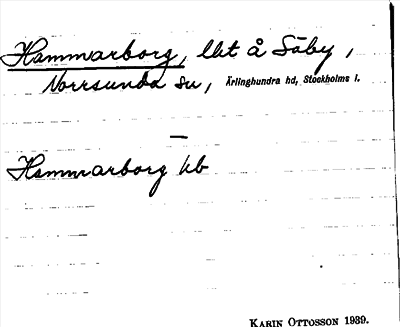 Hammarborg, lht å Säby,
Norrsunda sn, Ärlinghundra hd, Stockholms l.
—
Hammarborg kb
KARIN OTTOSSON 1939.